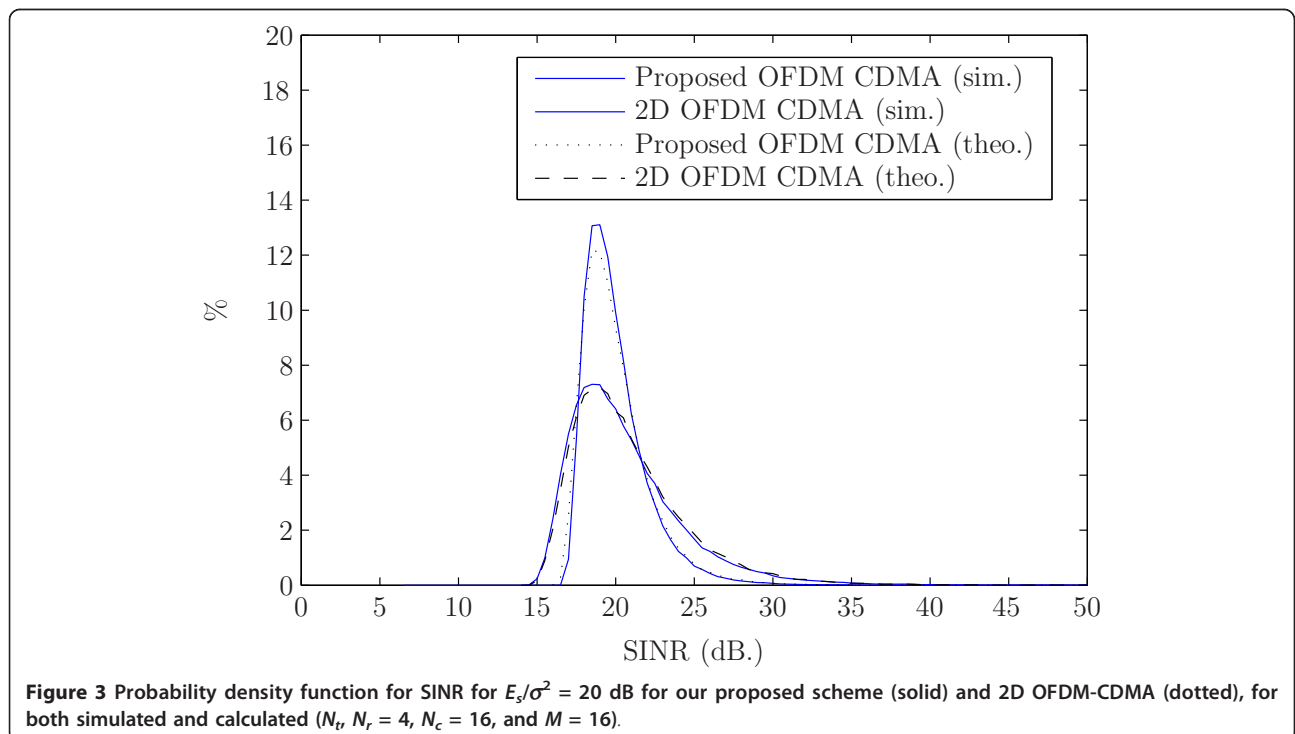 20
18
16
14
12
10
8
6
4
2
0
%
Proposed OFDM CDMA (sim.)
2D OFDM CDMA (sim.)
Proposed OFDM CDMA (theo.)
2D OFDM CDMA (theo.)
0 5 10 15 20 25 30 35 40 45 50
SINR (dB.)
Figure 3 Probability density function for SINR for Es/σ² = 20 dB for our proposed scheme (solid) and 2D OFDM-CDMA (dotted), for
both simulated and calculated (Nt, Nr = 4, Nc = 16, and M = 16).